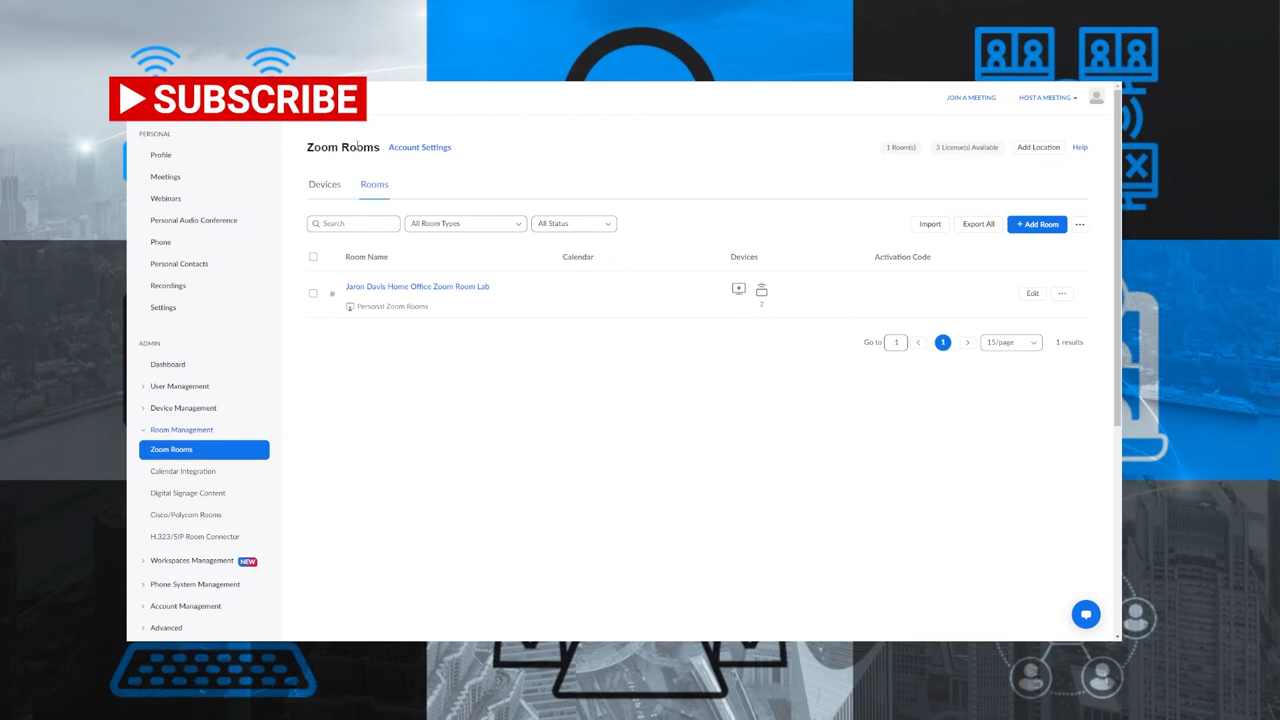 SUBSCRIBE
JOIN A MEETING
HOST A MEETING
PERSONAL
Profile
Meetings
Webinars
Personal Audio Conference
Phone
Personal Contacts
Recordings
Settings
ADMIN
Dashboard
User Management
Device Management
Room Management
Zoom Rooms
Calendar Integration
Digital Signage Content
Cisco/Polycom Rooms
H.323/SIP Room Connector
Workspaces Management NEW
Phone System Management
Account Management
Advanced
Zoom Rooms Account Settings
1 Room(s) 3 License(s) Available Add Location Help
Devices Rooms
Search All Room Types All Status Import Export All + Add Room ...
Room Name Calendar Devices Activation Code
Jaron Davis Home Office Zoom Room Lab
Personal Zoom Rooms
2
Edit ...
Go to 1 < 1 > 15/page 1 results